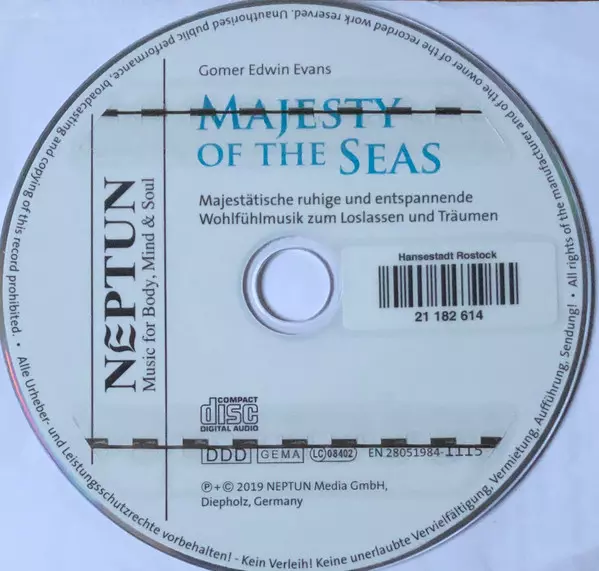 Gomer Edwin Evans
MAJESTY
OF THE SEAS
Majestätische ruhige und entspannende
Wohlfühlmusik zum Loslassen und Träumen
NEPTUN
Music for Body, Mind & Soul
Hansestadt Rostock
21 182 614
COMPACT
disc
DIGITAL AUDIO
DDD GEMA LC 08402 EN 28051984-1115
℗+© 2019 NEPTUN Media GmbH,
Diepholz, Germany
• All rights of the manufacturer and of the owner of the recorded work reserved. Unauthorised public performance, broadcasting and copying of this record prohibited. • Alle Urheber- und Leistungsschutzrechte vorbehalten! - Kein Verleih! Keine unerlaubte Vervielfältigung, Vermietung, Aufführung, Sendung!